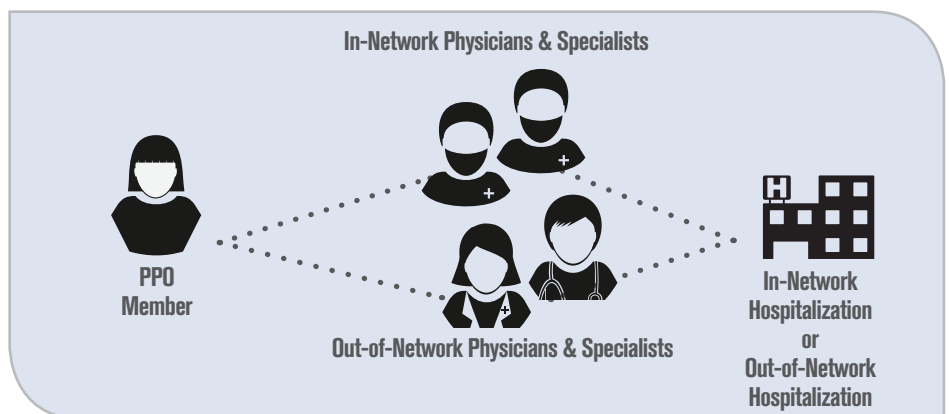 In-Network Physicians & Specialists
H
PPO
Member
Out-of-Network Physicians & Specialists
In-Network
Hospitalization
or
Out-of-Network
Hospitalization